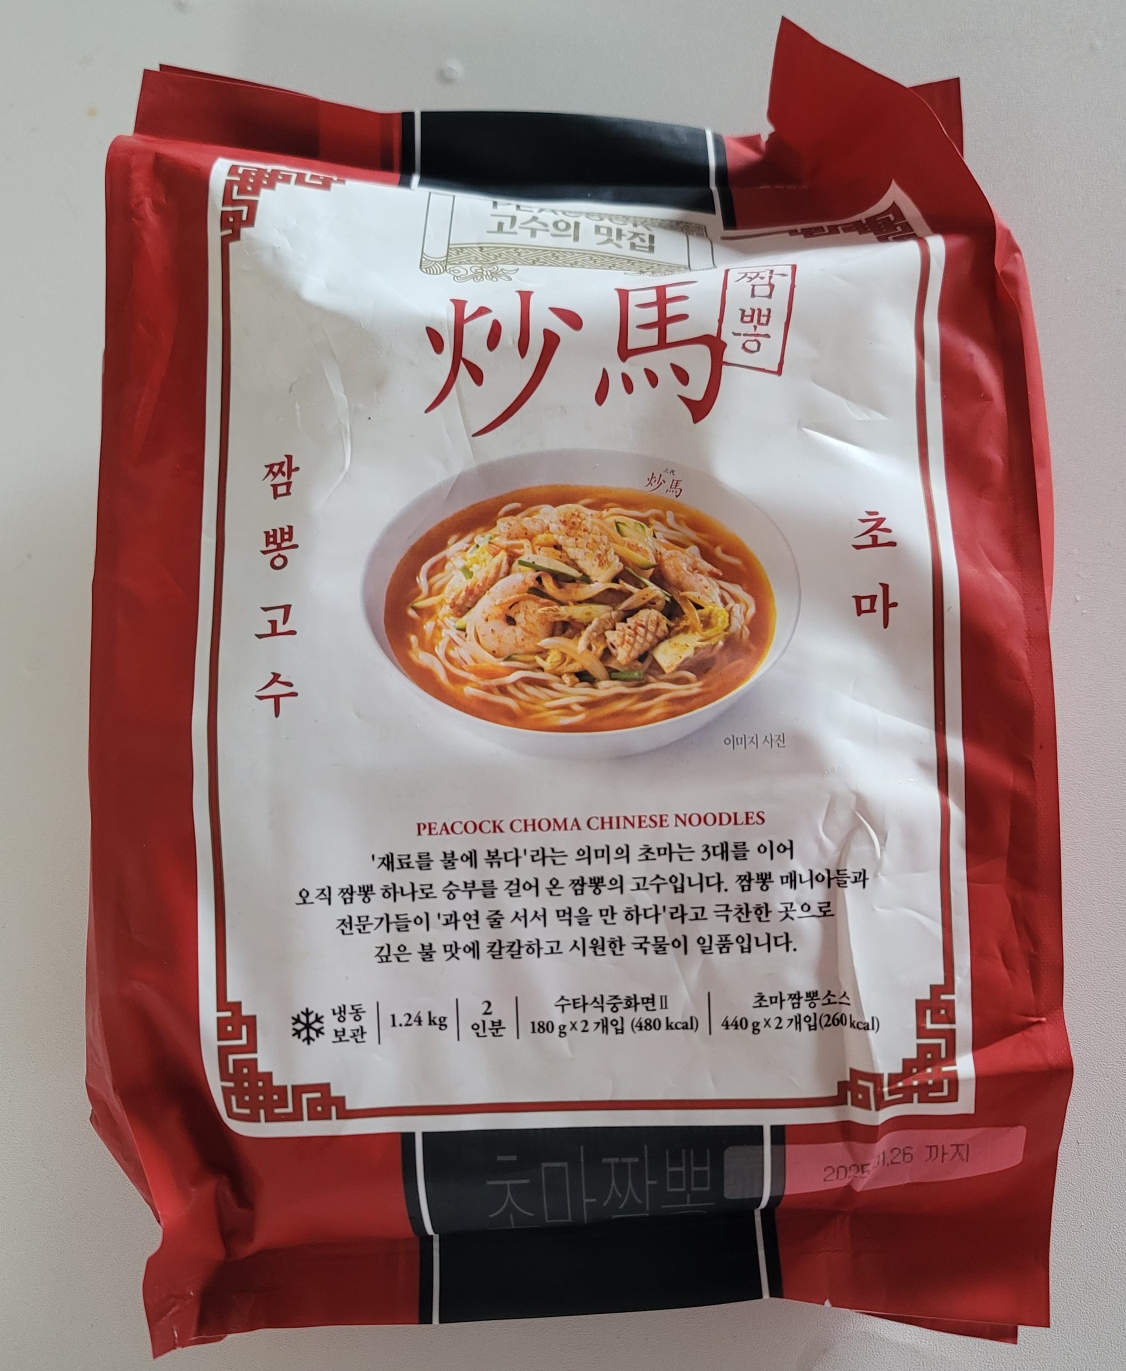 PEACOCK
고수의 맛집
炒馬
짬뽕
짬뽕고수
초마
炒馬
이미지 사진
PEACOCK CHOMA CHINESE NOODLES
'재료를 불에 볶다'라는 의미의 초마는 3대를 이어
오직 짬뽕 하나로 승부를 걸어 온 짬뽕의 고수입니다. 짬뽕 매니아들과
전문가들이 '과연 줄 서서 먹을 만 하다'라고 극찬한 곳으로
깊은 불 맛에 칼칼하고 시원한 국물이 일품입니다.
냉동
보관
1.24 kg
2
인분
수타식중화면Ⅱ
180 g x 2 개입 (480 kcal)
초마짬뽕소스
440 g x 2 개입(260 kcal)
초마짬뽕
까지